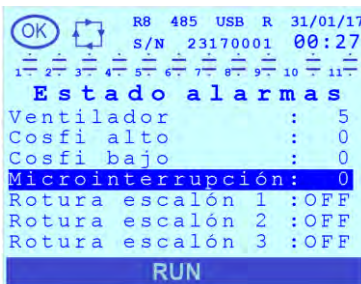 OK R8 485 USB R 31/01/17
S/N 23170001 00:27
1 2 3 4 5 6 7 8 9 10 11
Estado alarmas
Ventilador : 5
Cosfi alto : 0
Cosfi bajo : 0
Microinterrupción: 0
Rotura escalón 1 :OFF
Rotura escalón 2 :OFF
Rotura escalón 3 :OFF
RUN